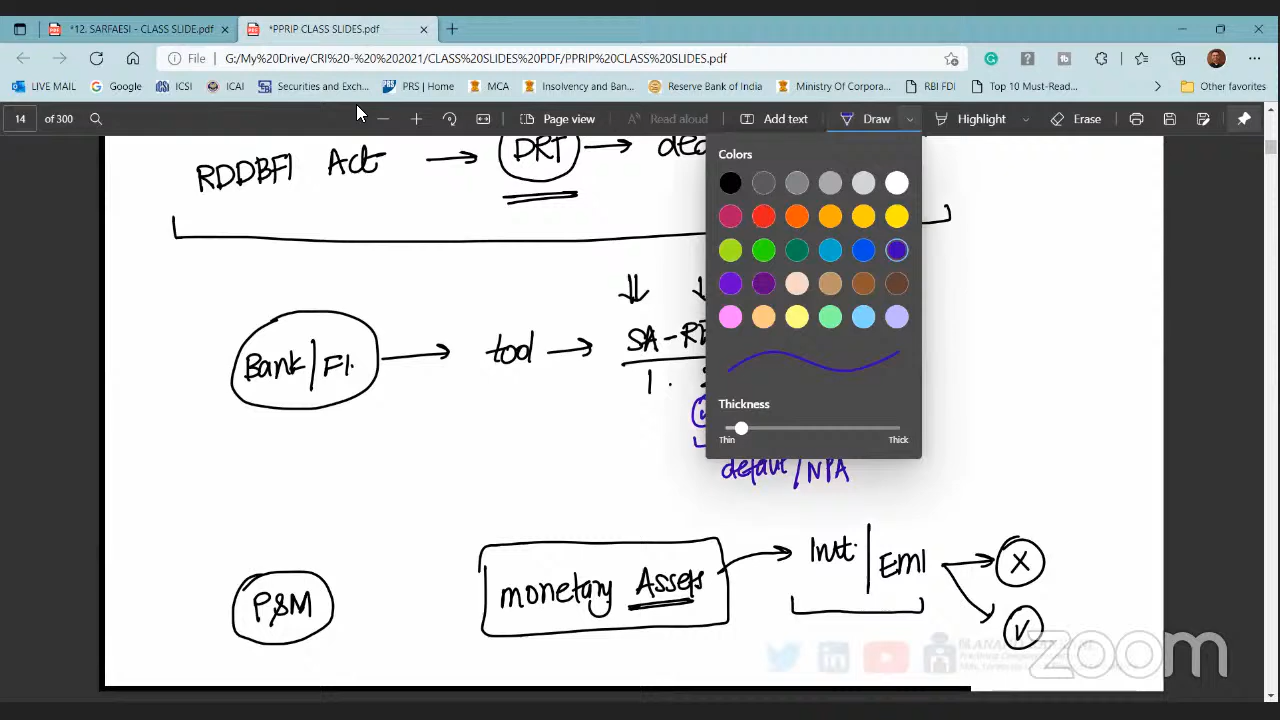 *12. SARFAESI - CLASS SLIDE.pdf
*PPRIP CLASS SLIDES.pdf
File
G:/My%20Drive/CRI%20-%20%202021/CLASS%20SLIDES%20PDF/PPRIP%20CLASS%20SLIDES.pdf
LIVE MAIL
Google
ICSI
ICAI
Securities and Exch...
PRS | Home
MCA
Insolvency and Ban...
Reserve Bank of India
Ministry Of Corpora...
RBI FDI
Top 10 Must-Read...
Other favorites
14 of 300
Page view
Read aloud
Add text
Draw
Highlight
Erase
RDDBFI Act → DRT →
Colors
Bank/FI. → tool → SA-
1.
Thickness
Thin
Thick
default/NPA
monetary Assets
Inst. | EMI
X
P&M
zoom